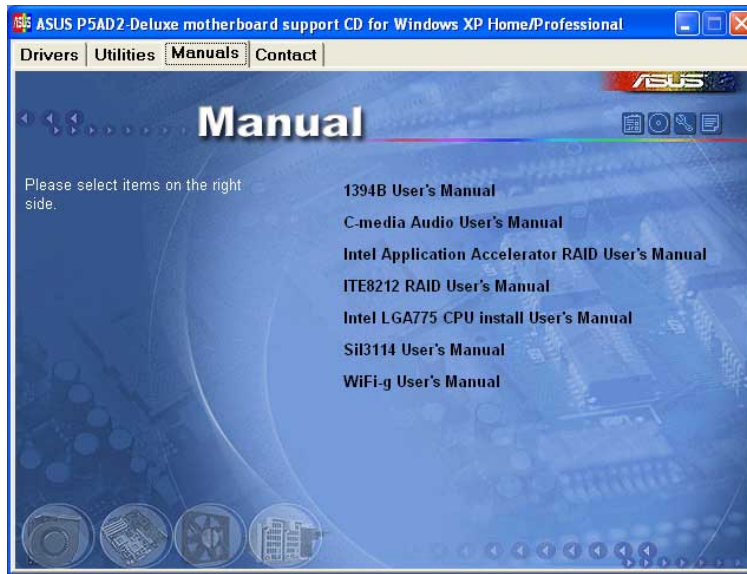 ASUS P5AD2-Deluxe motherboard support CD for Windows XP Home/Professional
Drivers Utilities Manuals Contact
ASUS
Manual
Please select items on the right
side.
1394B User's Manual
C-media Audio User's Manual
Intel Application Accelerator RAID User's Manual
ITE8212 RAID User's Manual
Intel LGA775 CPU install User's Manual
Sil3114 User's Manual
WiFi-g User's Manual